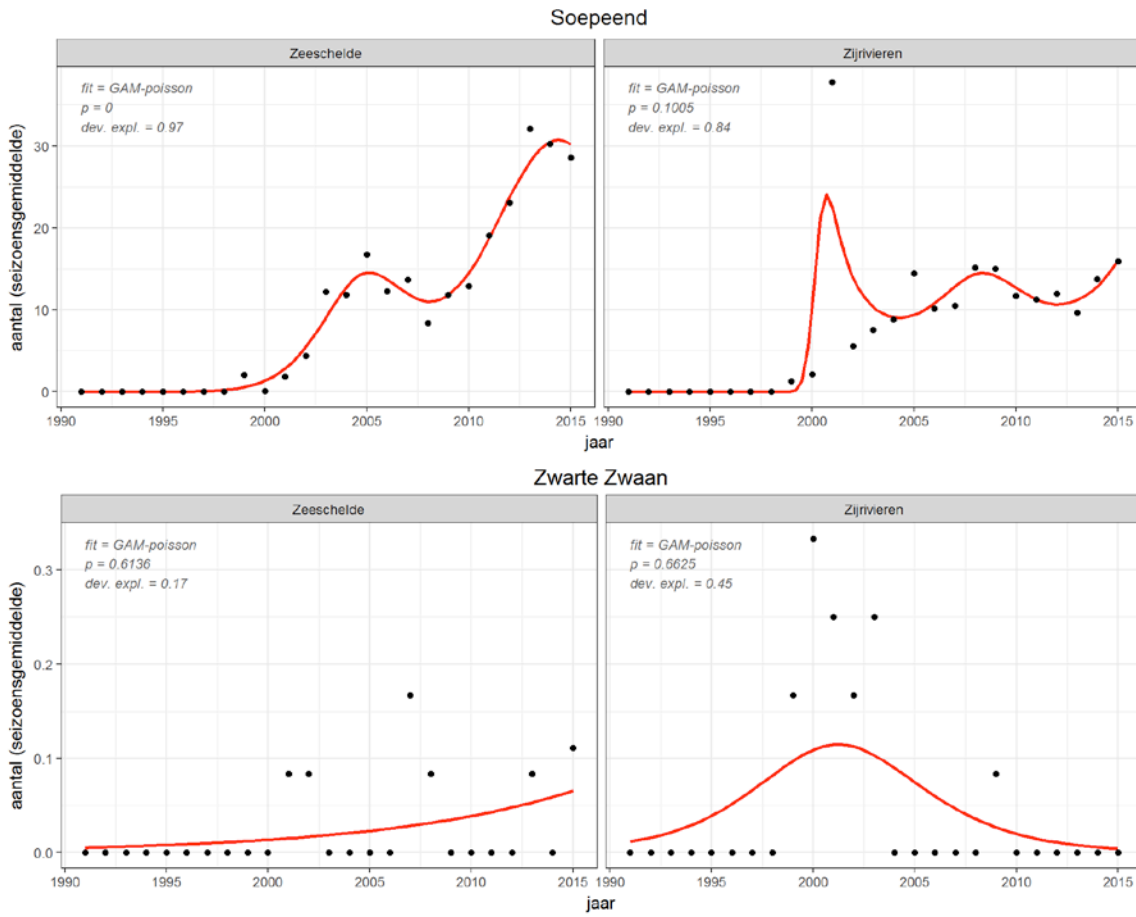 Soepeend
Zeeschelde
Zijrivieren
fit = GAM-poisson
p = 0
dev. expl. = 0.97
fit = GAM-poisson
p = 0.1005
dev. expl. = 0.84
aantal (seizoensgemiddelde)
30
20
10
0
1990 1995 2000 2005 2010 2015
1990 1995 2000 2005 2010 2015
jaar
Zwarte Zwaan
Zeeschelde
Zijrivieren
fit = GAM-poisson
p = 0.6136
dev. expl. = 0.17
fit = GAM-poisson
p = 0.6625
dev. expl. = 0.45
aantal (seizoensgemiddelde)
0.3
0.2
0.1
0.0
1990 1995 2000 2005 2010 2015
1990 1995 2000 2005 2010 2015
jaar